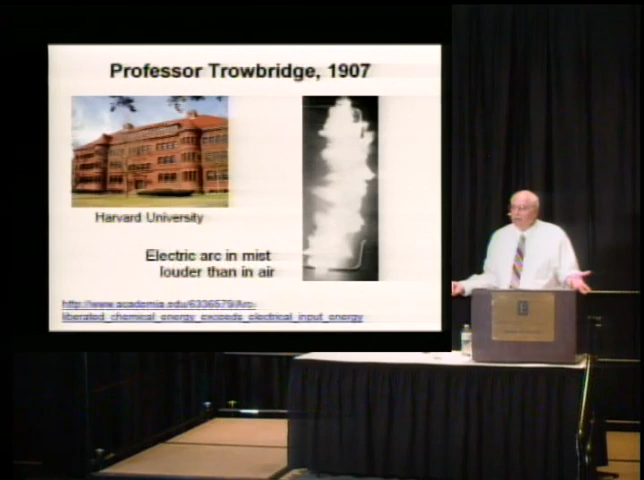 Professor Trowbridge, 1907
Harvard University
Electric arc in mist
louder than in air
http://www.academia.edu/6336579/Arc-
liberated_chemical_energy_exceeds_electrical_input_energy